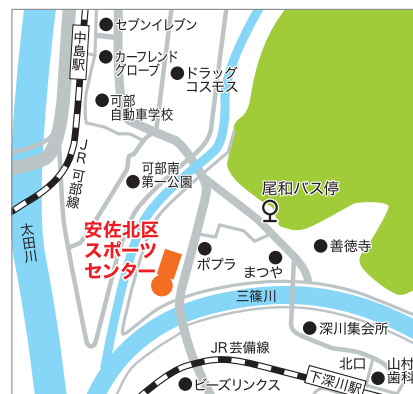 セブンイレブン
中島駅
カーフレンド
グローブ
ドラッグ
コスモス
可部
自動車学校
JR可部線
可部南
第一公園
尾和バス停
太田川
安佐北区
スポーツ
センター
ポプラ
まつや
善徳寺
三篠川
深川集会所
JR芸備線
北口
山村
歯科
下深川駅
ビーズリンクス